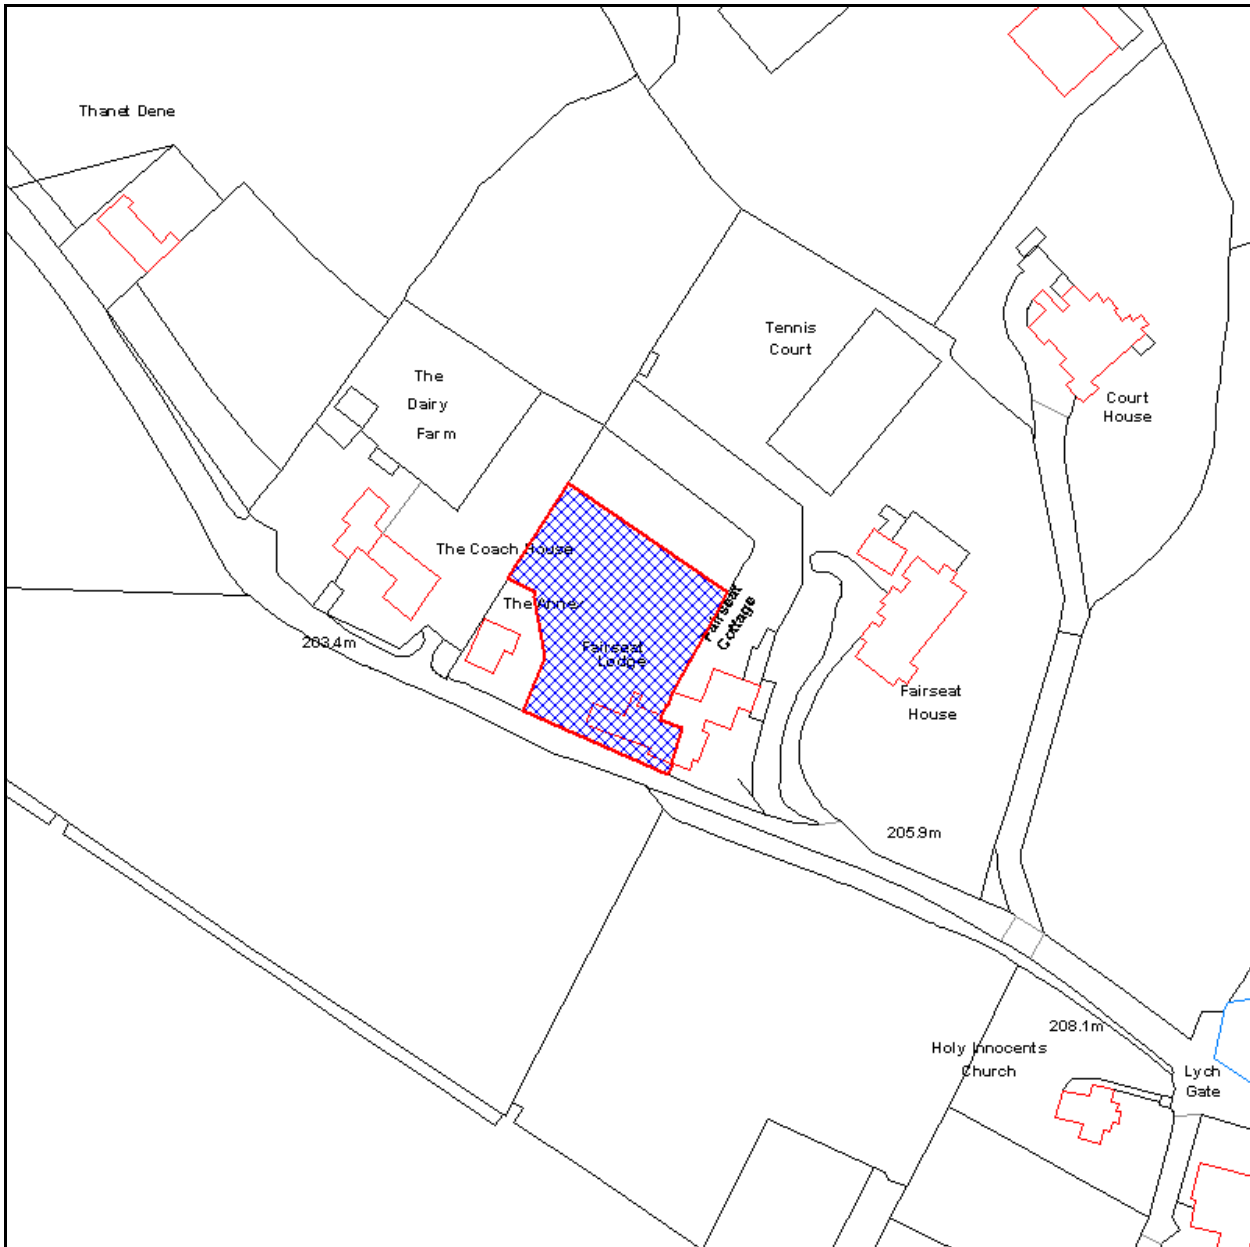 Thanet Dene
Tennis
Court
The
Dairy
Farm
Court
House
The Coach House
The Annex
Fairseat
Cottage
203.4m
Fairseat
Lodge
Fairseat
House
205.9m
208.1m
Holy Innocents
Church
Lych
Gate